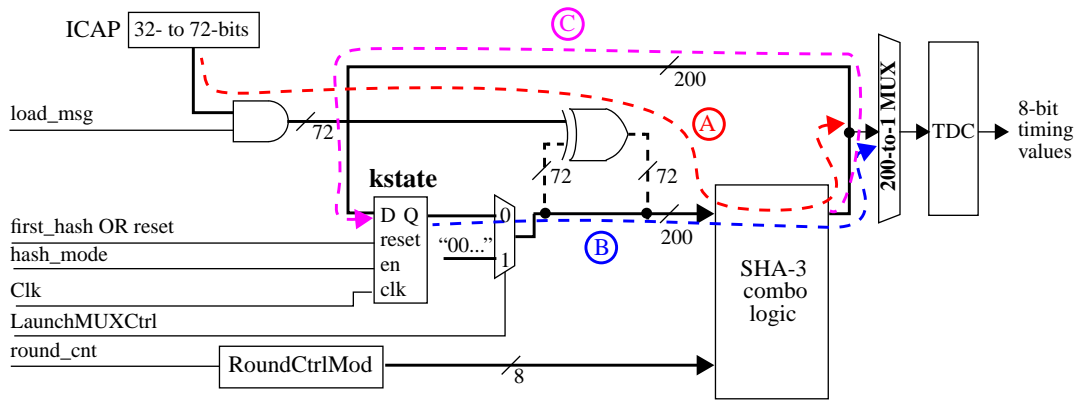 ICAP
32- to 72-bits
C
200
load_msg
72
A
72
72
200-to-1 MUX
TDC
8-bit
timing
values
kstate
D Q
0
first_hash OR reset
reset
"00..."
B
200
hash_mode
en
1
SHA-3
combo
logic
Clk
clk
LaunchMUXCtrl
round_cnt
RoundCtrlMod
8